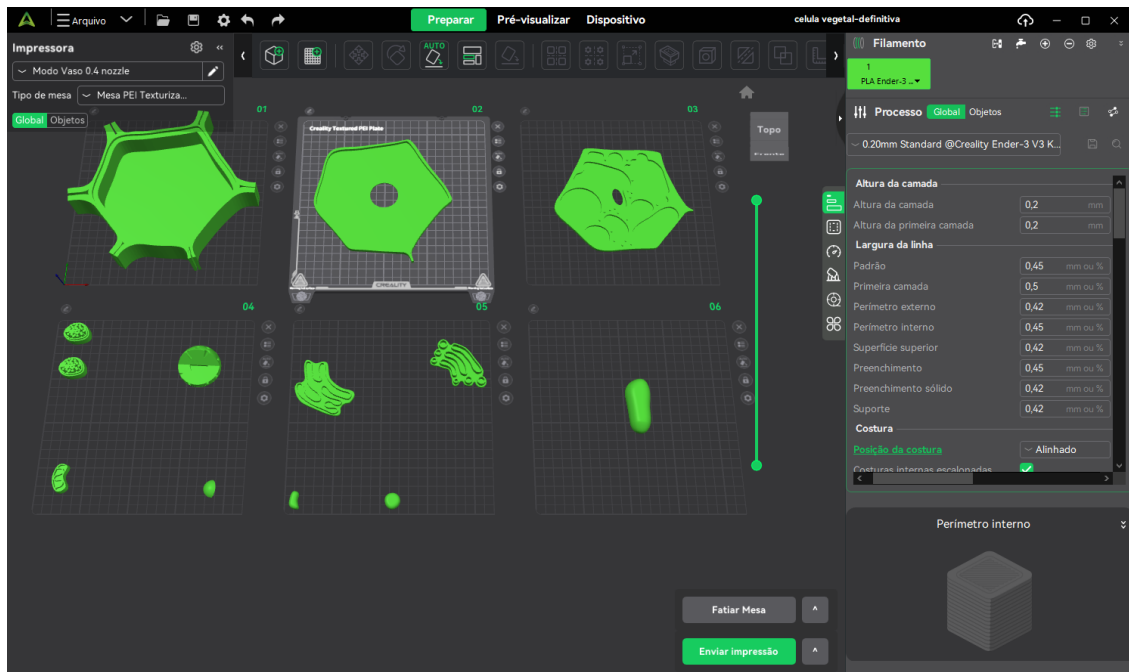 Arquivo
Preparar
Pré-visualizar
Dispositivo
celula vegetal-definitiva
Impressora
Modo Vaso 0.4 nozzle
Tipo de mesa
Mesa PEI Texturiza...
Global
Objetos
AUTO
01
02
03
Creality Textured PEI Plate
CREALITY
Topo
04
05
06
Fatiar Mesa
Enviar impressão
Filamento
1
PLA Ender-3 ...
Processo
Global
Objetos
0.20mm Standard @Creality Ender-3 V3 K...
Altura da camada
Altura da camada 0,2 mm
Altura da primeira camada 0,2 mm
Largura da linha
Padrão 0,45 mm ou %
Primeira camada 0,5 mm ou %
Perímetro externo 0,42 mm ou %
Perímetro interno 0,45 mm ou %
Superfície superior 0,42 mm ou %
Preenchimento 0,45 mm ou %
Preenchimento sólido 0,42 mm ou %
Suporte 0,42 mm ou %
Costura
Posição da costura Alinhado
Costuras internas escalonadas
Perímetro interno